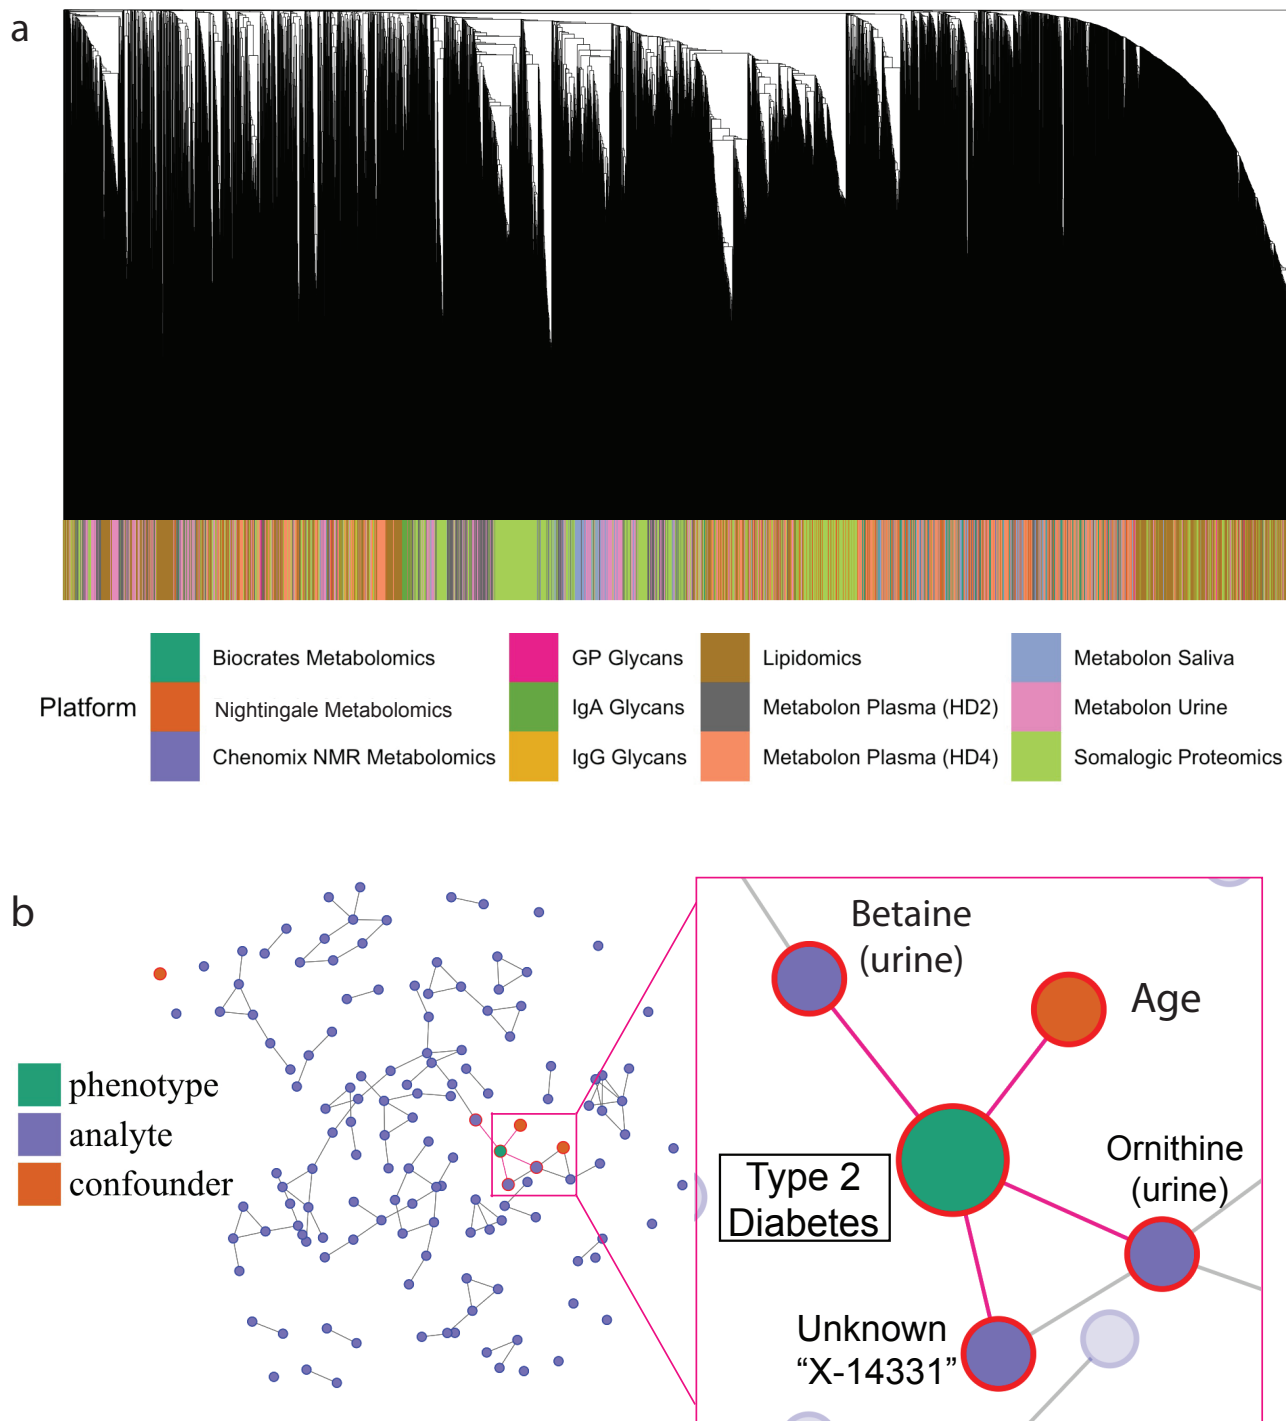 a
Platform
Biocrates Metabolomics
Nightingale Metabolomics
Chenomix NMR Metabolomics
GP Glycans
IgA Glycans
IgG Glycans
Lipidomics
Metabolon Plasma (HD2)
Metabolon Plasma (HD4)
Metabolon Saliva
Metabolon Urine
Somalogic Proteomics
b
phenotype
analyte
confounder
Betaine
(urine)
Age
Ornithine
(urine)
Type 2
Diabetes
Unknown
“X-14331”